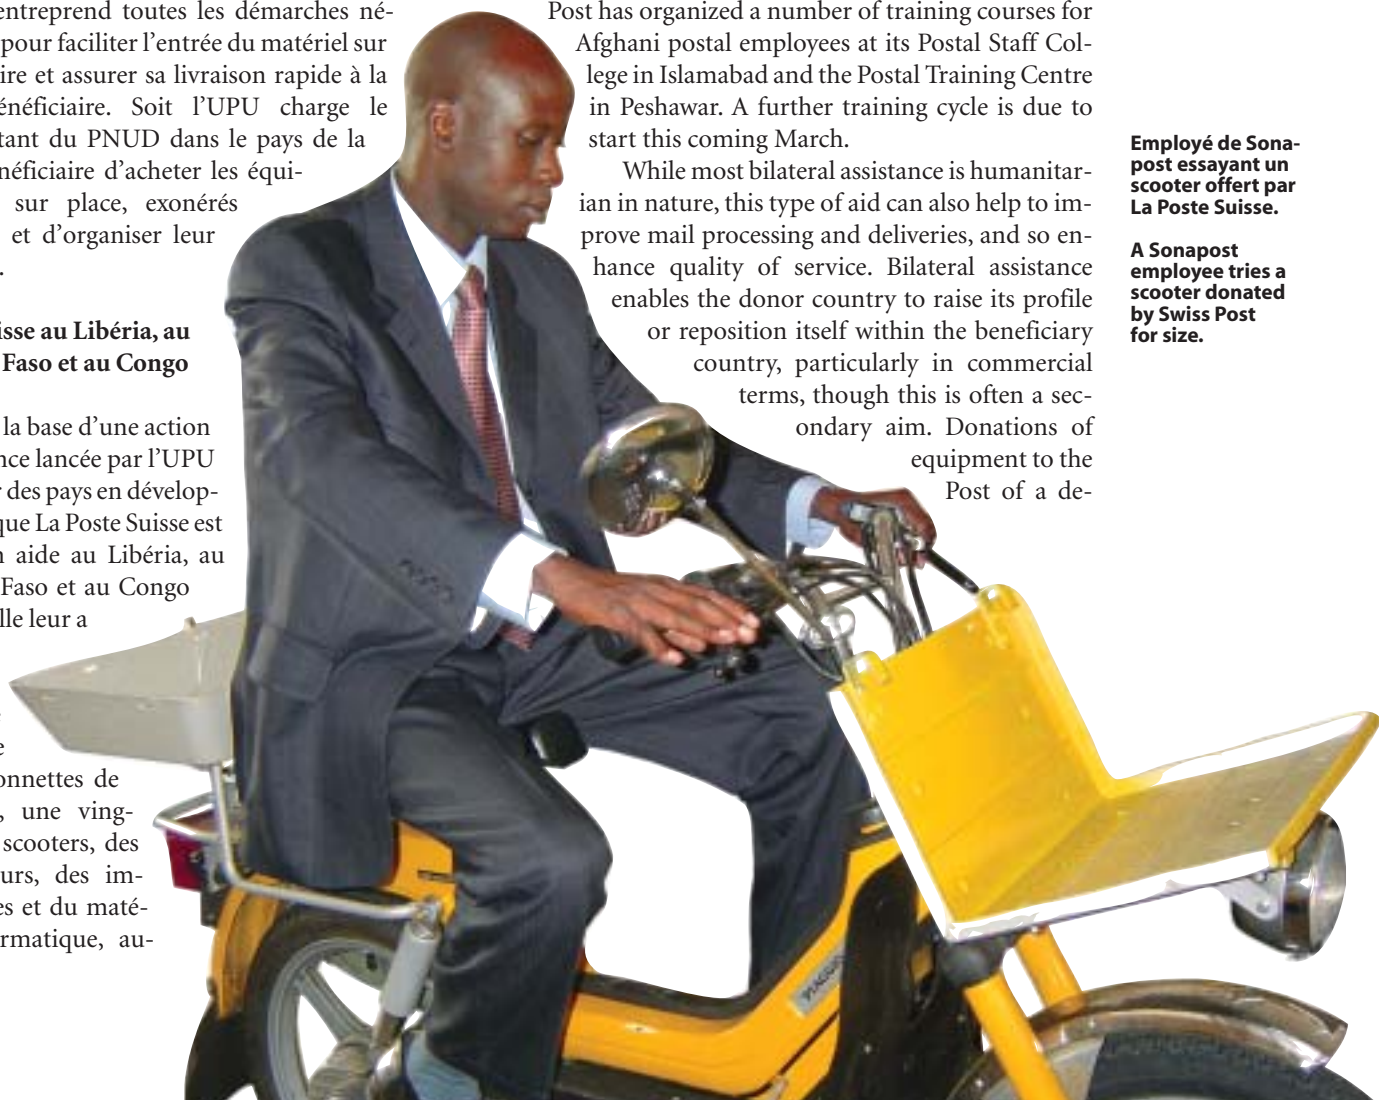 entreprend toutes les démarches né-
pour faciliter l’entrée du matériel sur
ire et assurer sa livraison rapide à la
énéficiaire. Soit l’UPU charge le
tant du PNUD dans le pays de la
néficiaire d’acheter les équi-
sur place, exonérés
et d’organiser leur
.
isse au Libéria, au
Faso et au Congo
la base d’une action
nce lancée par l’UPU
r des pays en dévelop-
que La Poste Suisse est
n aide au Libéria, au
Faso et au Congo
lle leur a
e
onnettes de
, une ving-
scooters, des
urs, des im-
es et du maté-
rmatique, au-
Post has organized a number of training courses for
Afghani postal employees at its Postal Staff Col-
lege in Islamabad and the Postal Training Centre
in Peshawar. A further training cycle is due to
start this coming March.
While most bilateral assistance is humanitar-
ian in nature, this type of aid can also help to im-
prove mail processing and deliveries, and so en-
hance quality of service. Bilateral assistance
enables the donor country to raise its profile
or reposition itself within the beneficiary
country, particularly in commercial
terms, though this is often a sec-
ondary aim. Donations of
equipment to the
Post of a de-
Employé de Sona-
post essayant un
scooter offert par
La Poste Suisse.
A Sonapost
employee tries a
scooter donated
by Swiss Post
for size.
PIAGGIO